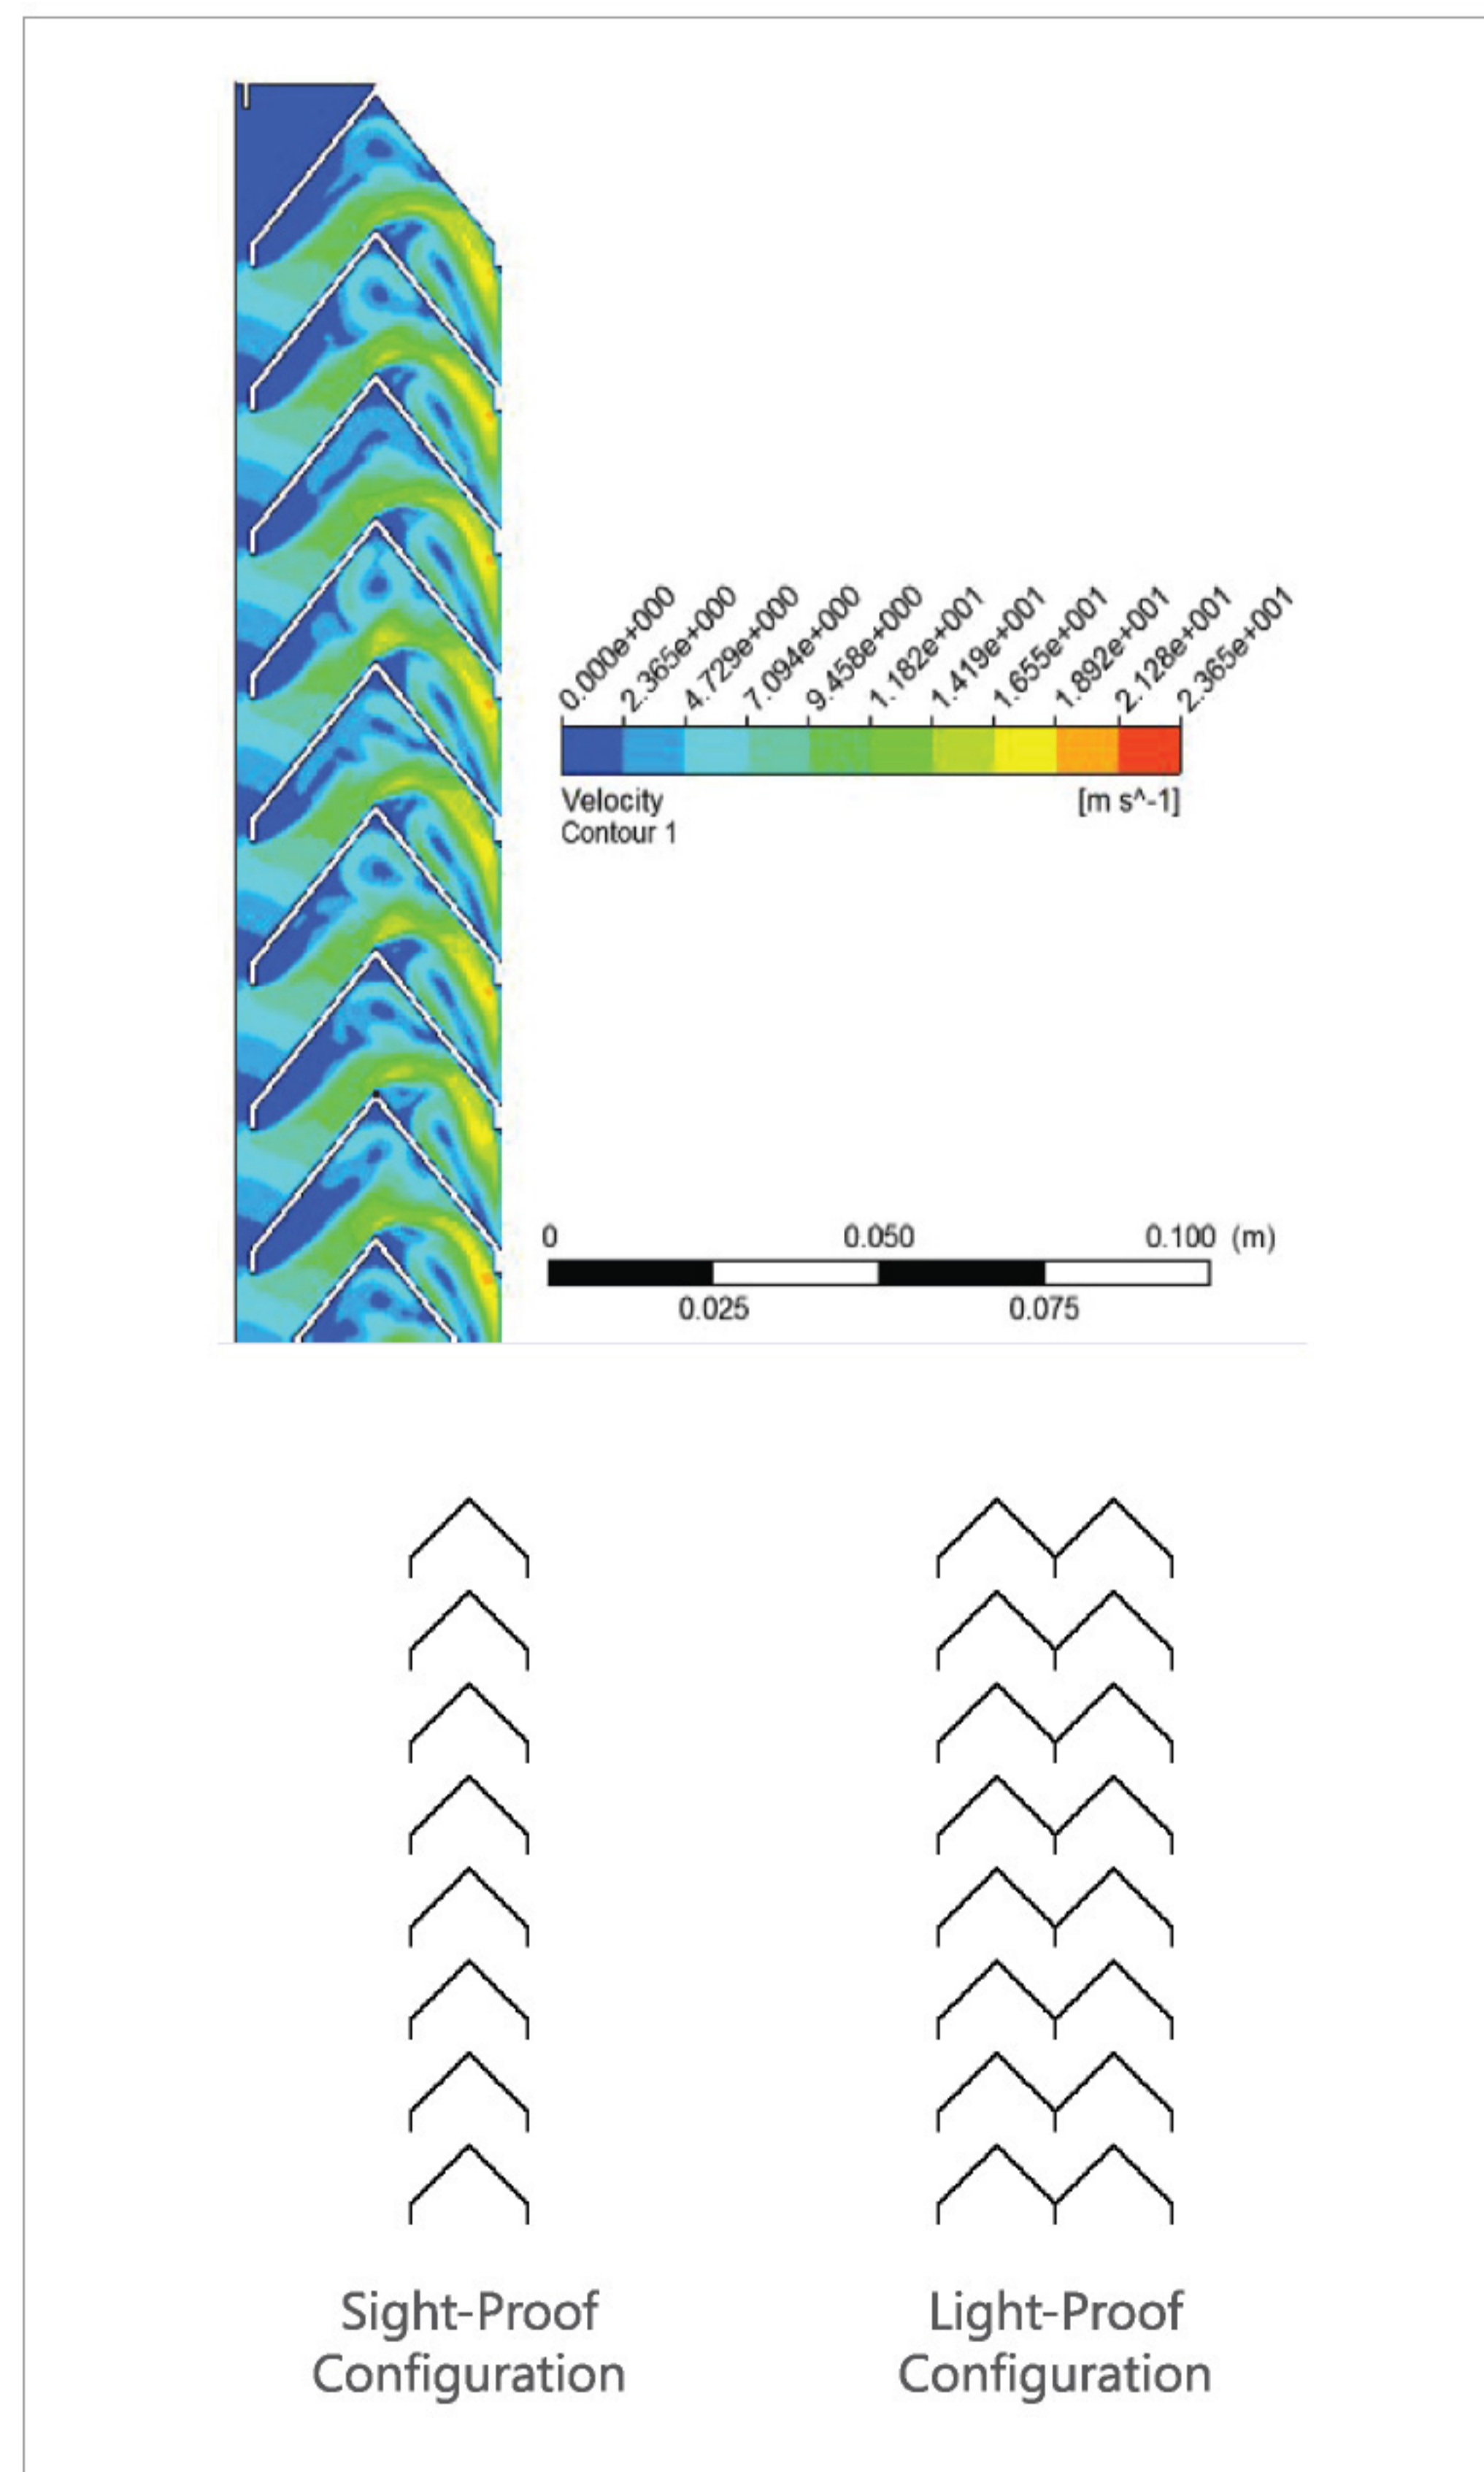 0.000e+000
2.365e+000
4.729e+000
7.094e+000
9.458e+000
1.182e+001
1.419e+001
1.655e+001
1.892e+001
2.128e+001
2.365e+001
Velocity
Contour 1
[m s^-1]
0 0.050 0.100 (m)
0.025 0.075
Sight-Proof
Configuration
Light-Proof
Configuration